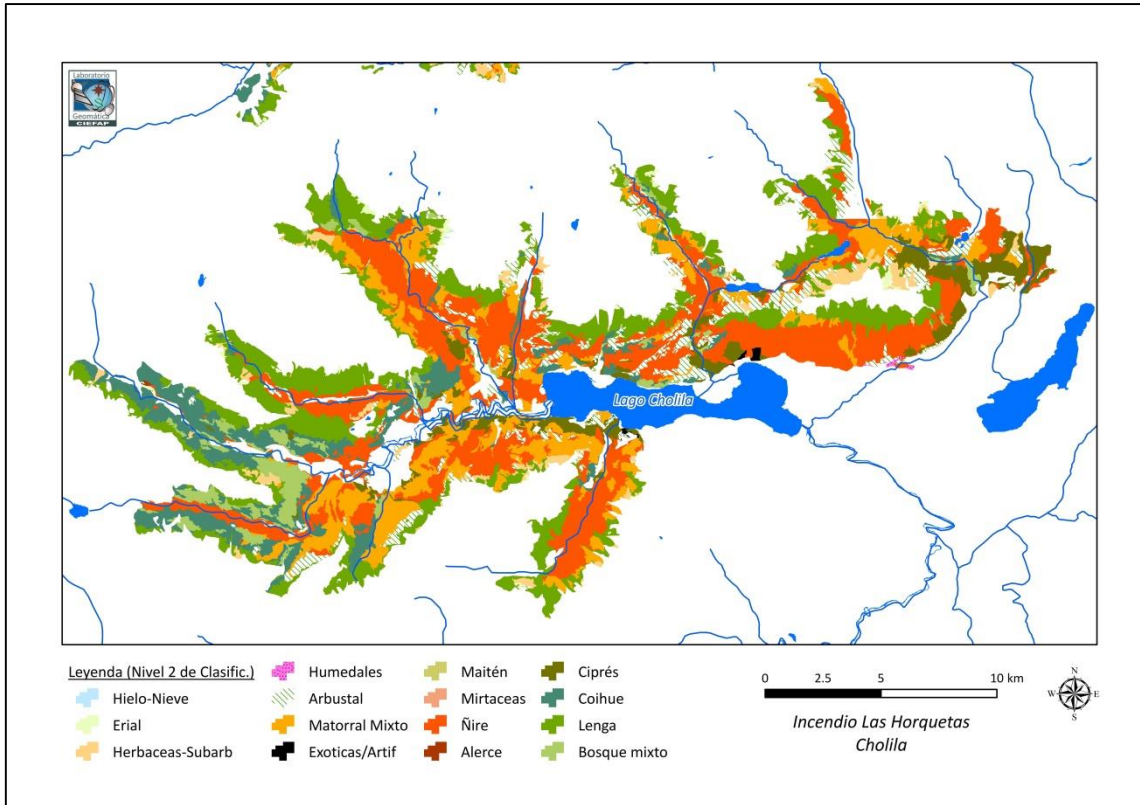 Laboratorio
Geomática
CIEFAP
Lago Cholila
Leyenda (Nivel 2 de Clasific.)
Hielo-Nieve
Erial
Herbaceas-Subarb
Humedales
Arbustal
Matorral Mixto
Exoticas/Artif
Maitén
Mirtaceas
Ñire
Alerce
Ciprés
Coihue
Lenga
Bosque mixto
0 2.5 5 10 km
Incendio Las Horquetas
Cholila
N
W E
S